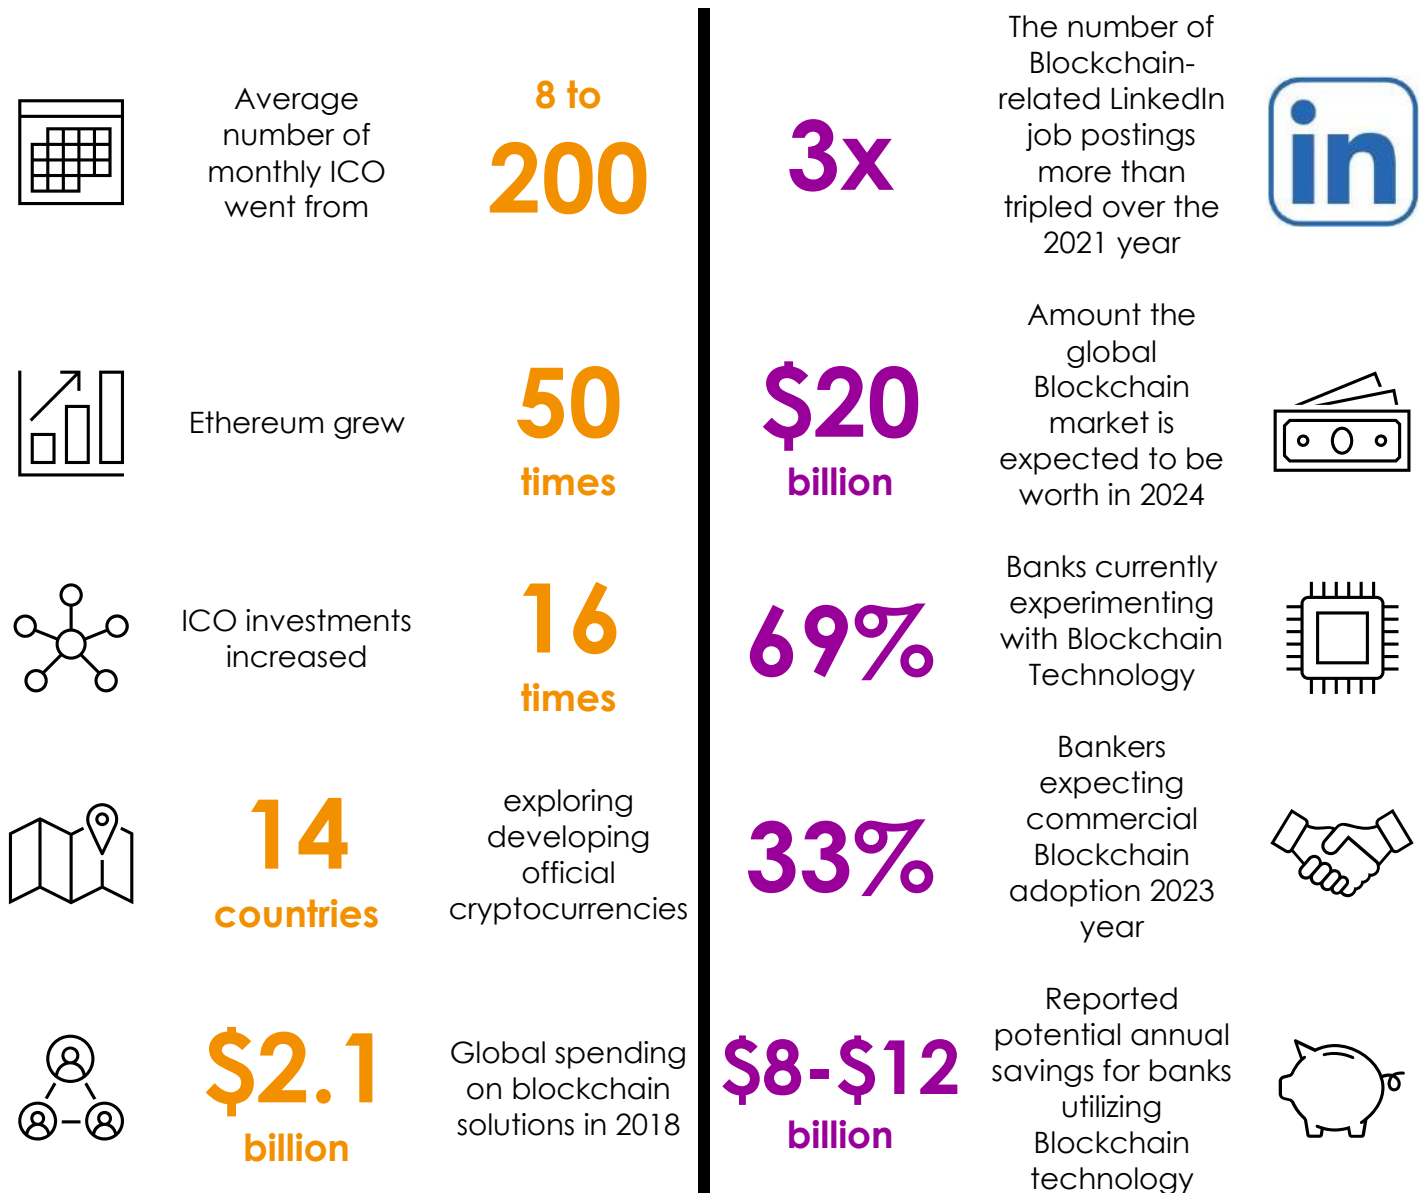 Average
number of
monthly ICO
went from
8 to
200
Ethereum grew
50
times
ICO investments
increased
16
times
14
countries
exploring
developing
official
cryptocurrencies
$2.1
billion
Global spending
on blockchain
solutions in 2018
3x
The number of
Blockchain-
related LinkedIn
job postings
more than
tripled over the
2021 year
in
$20
billion
Amount the
global
Blockchain
market is
expected to be
worth in 2024
69%
Banks currently
experimenting
with Blockchain
Technology
33%
Bankers
expecting
commercial
Blockchain
adoption 2023
year
$8-$12
billion
Reported
potential annual
savings for banks
utilizing
Blockchain
technology